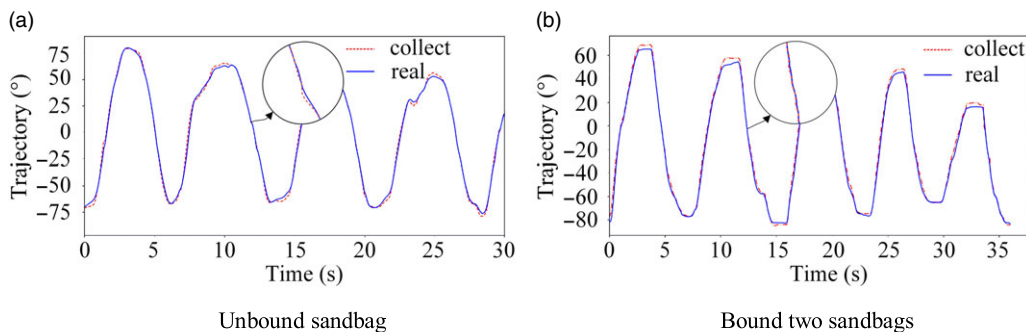 (a)
75
50
25
0
−25
−50
−75
Trajectory (°)
collect
real
0 5 10 15 20 25 30
Time (s)
Unbound sandbag
(b)
60
40
20
0
−20
−40
−60
−80
Trajectory (°)
collect
real
0 5 10 15 20 25 30 35
Time (s)
Bound two sandbags